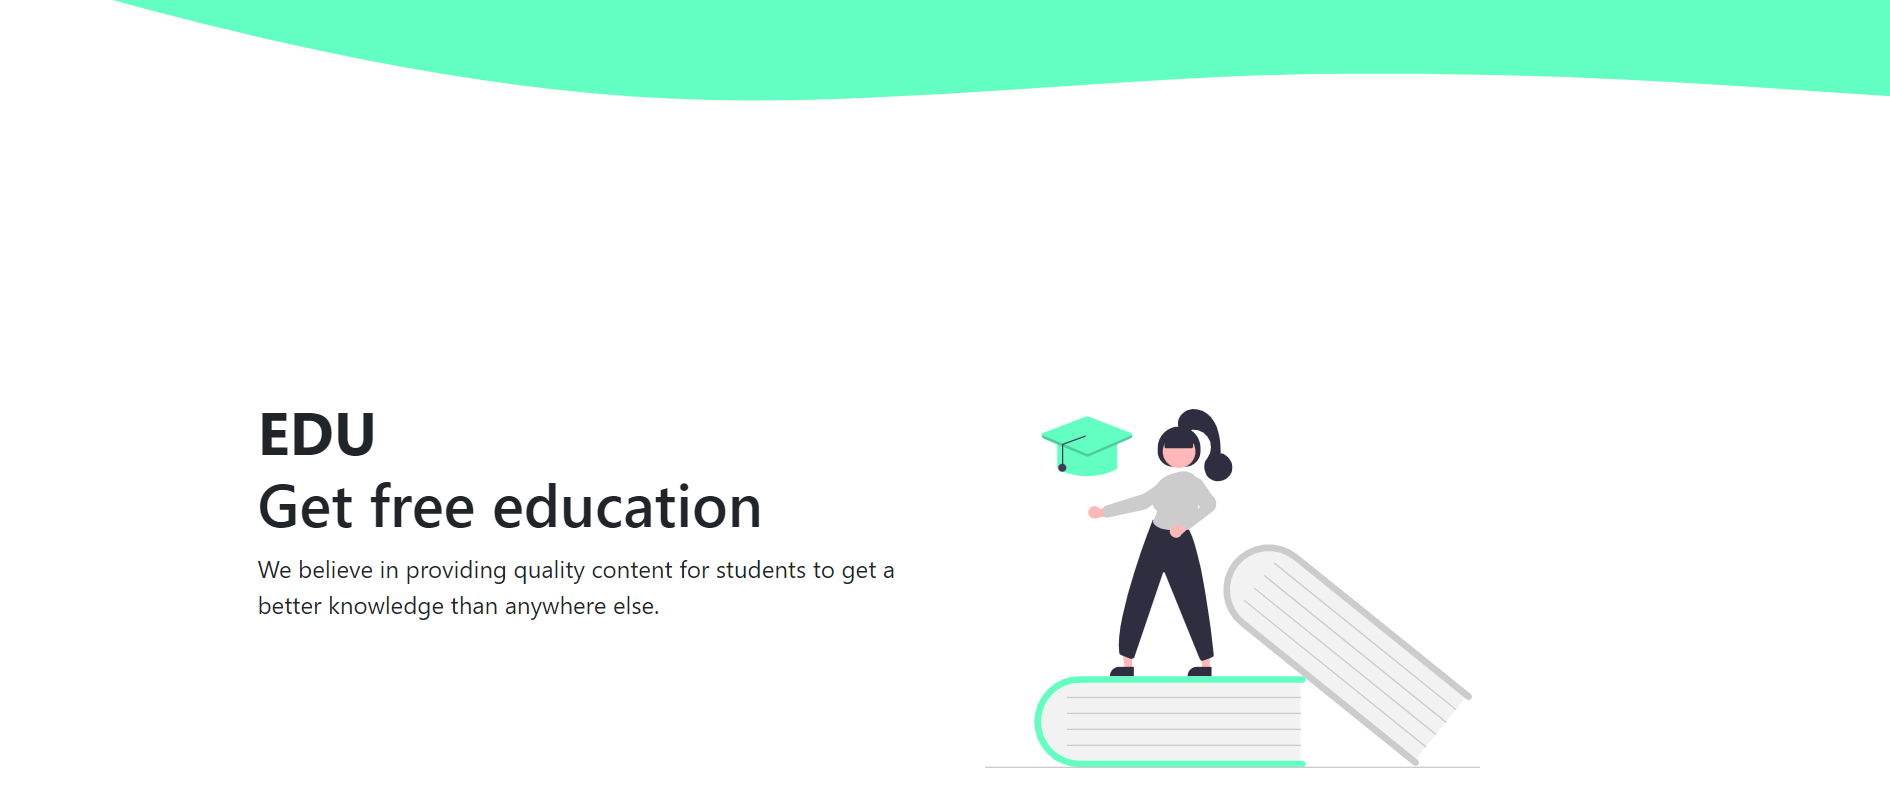 EDU
Get free education
We believe in providing quality content for students to get a
better knowledge than anywhere else.